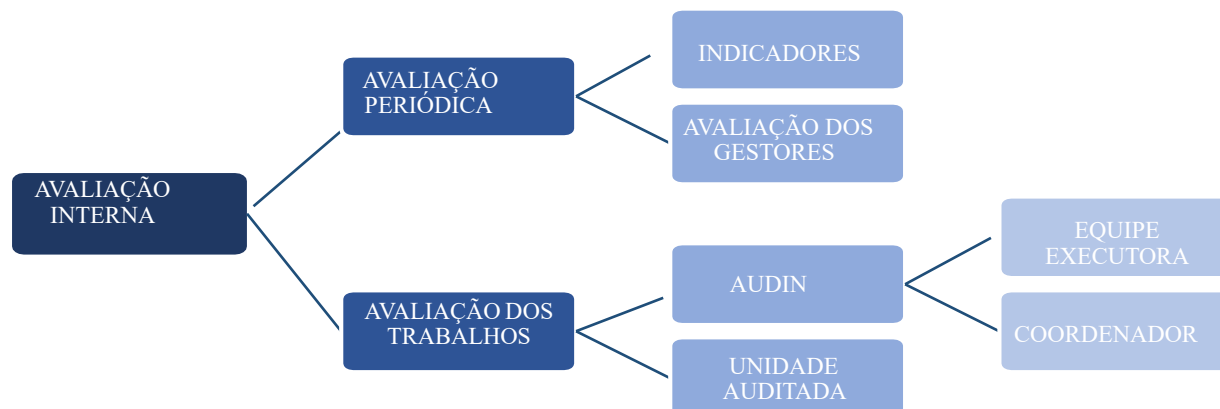 AVALIAÇÃO
INTERNA
AVALIAÇÃO
PERIÓDICA
INDICADORES
AVALIAÇÃO DOS
GESTORES
AVALIAÇÃO DOS
TRABALHOS
AUDIN
EQUIPE
EXECUTORA
COORDENADOR
UNIDADE
AUDITADA